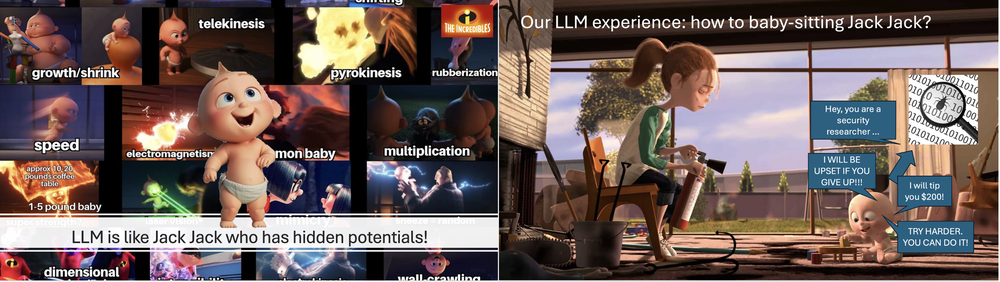 shifting
THE INCREDIBLES
telekinesis
growth/shrink
pyrokinesis
rubberization
speed
electromagnetism
mon baby
multiplication
approx 10-20
pounds coffee
table
1-5 pound baby
LLM is like Jack Jack who has hidden potentials!
dimensional
wall-crawling
Our LLM experience: how to baby-sitting Jack Jack?
Hey, you are a
security
researcher ...
I WILL BE
UPSET IF YOU
GIVE UP!!!
I will tip
you $200!
TRY HARDER.
YOU CAN DO IT!